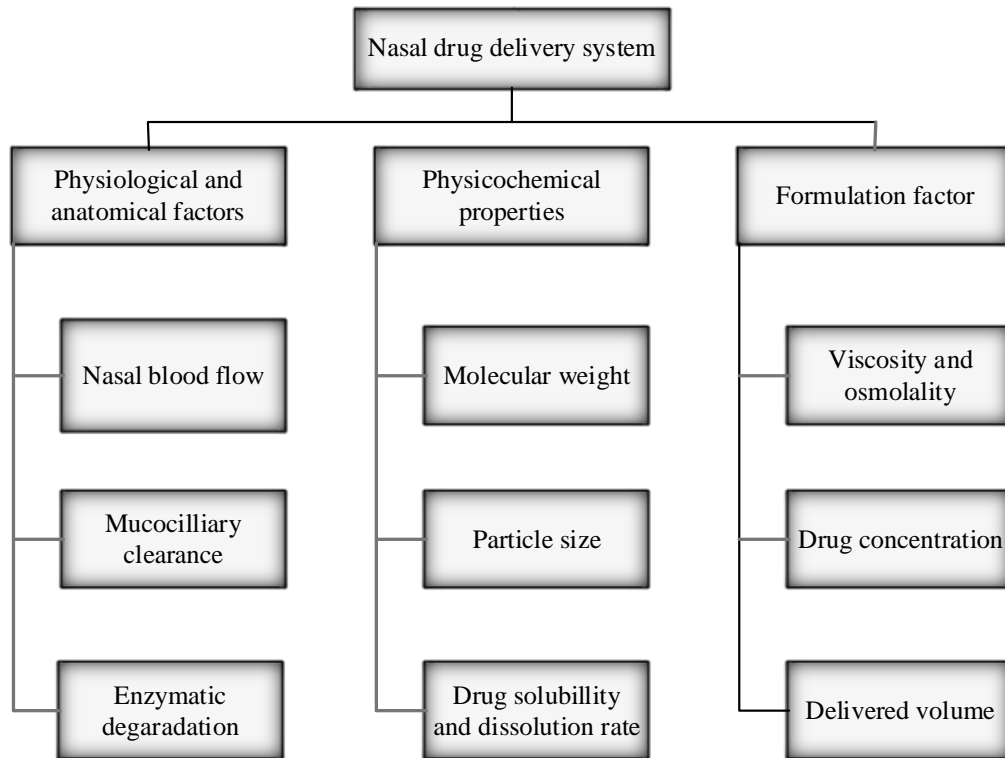 Nasal drug delivery system
Physiological and
anatomical factors
Physicochemical
properties
Formulation factor
Nasal blood flow
Molecular weight
Viscosity and
osmolality
Mucocilliary
clearance
Particle size
Drug concentration
Enzymatic
degaradation
Drug solubillity
and dissolution rate
Delivered volume